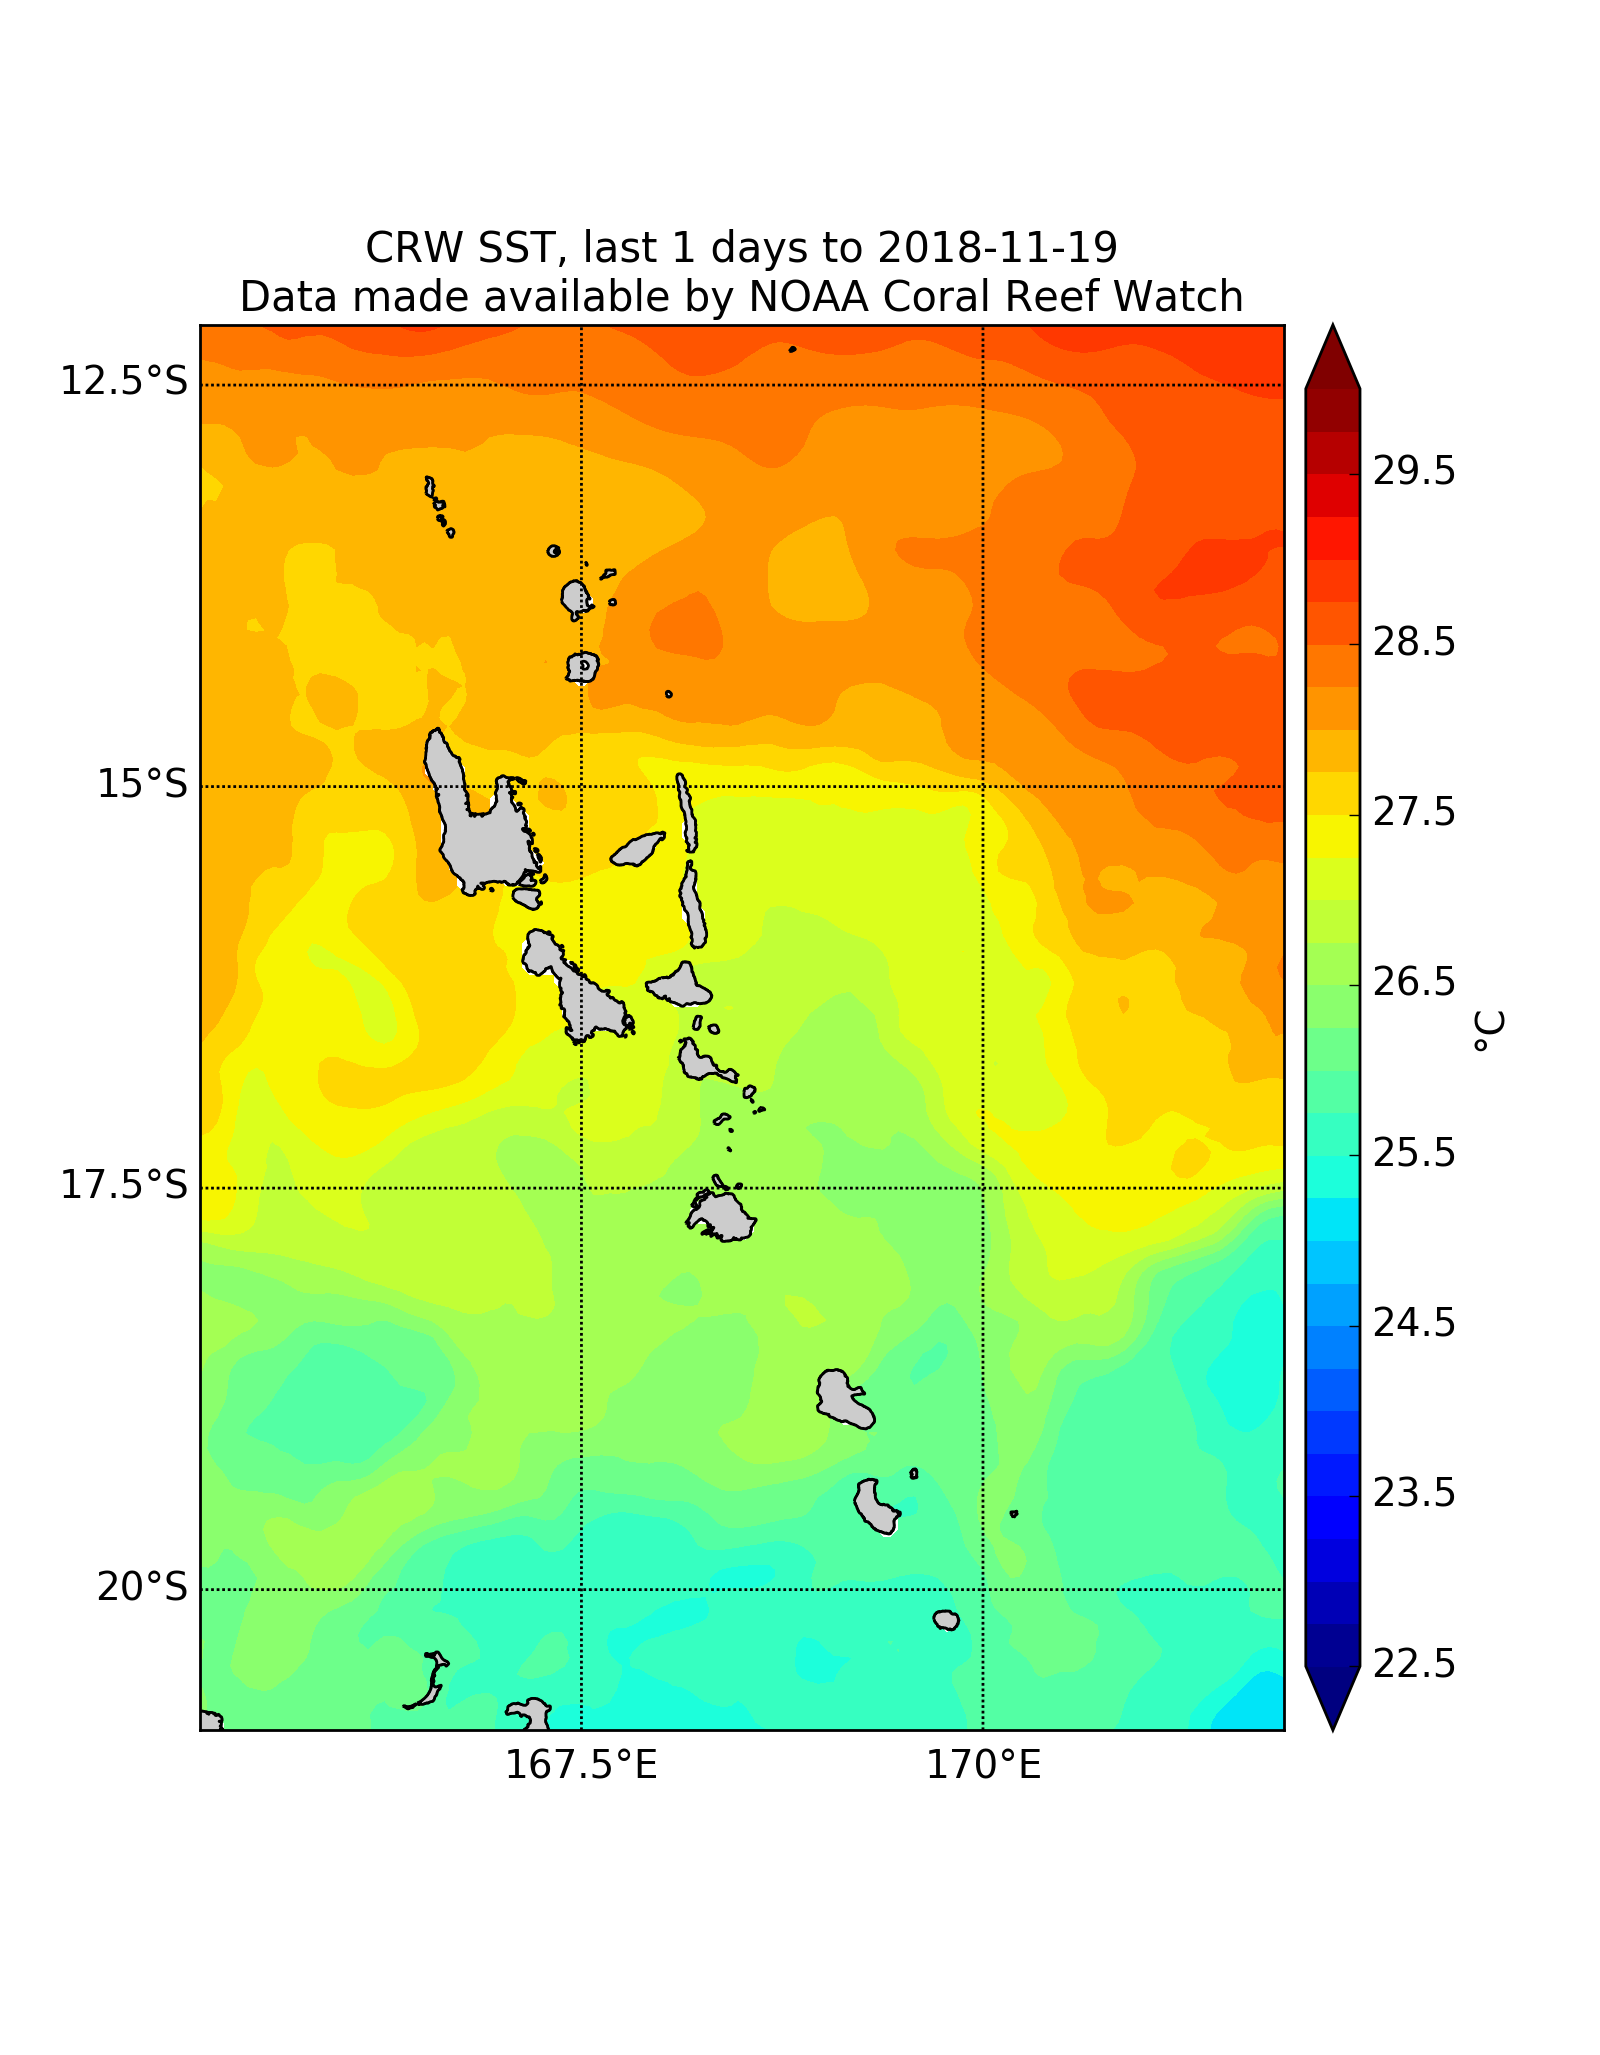 CRW SST, last 1 days to 2018-11-19
Data made available by NOAA Coral Reef Watch
12.5°S
15°S
17.5°S
20°S
167.5°E
170°E
29.5
28.5
27.5
26.5
25.5
24.5
23.5
22.5
°C